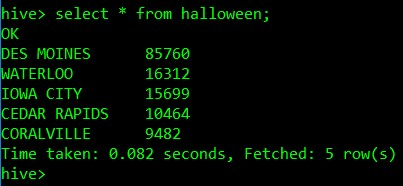 hive> select * from halloween;
OK
DES MOINES      85760
WATERLOO        16312
IOWA CITY       15699
CEDAR RAPIDS    10464
CORALVILLE      9482
Time taken: 0.082 seconds, Fetched: 5 row(s)
hive>